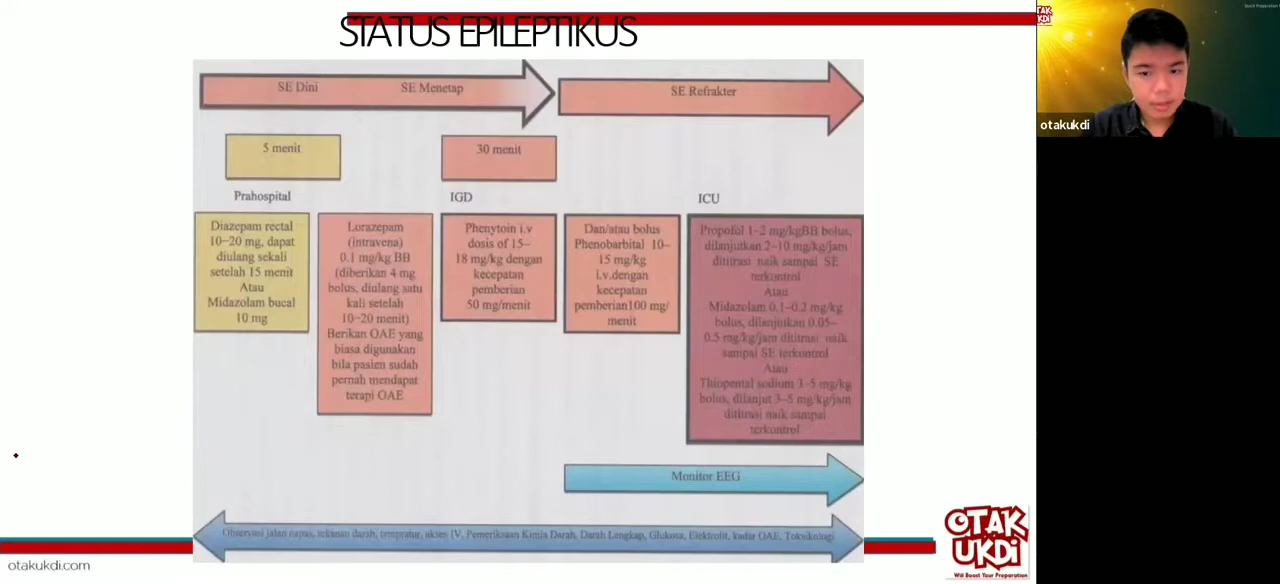 STATUS EPILEPTIKUS
SE Dini
SE Menetap
SE Refrakter
5 menit
30 menit
Prahospital
IGD
ICU
Diazepam rectal
10–20 mg, dapat
diulang sekali
setelah 15 menit
Atau
Midazolam bucal
10 mg
Lorazepam
(intravena)
0.1 mg/kg BB
(diberikan 4 mg
bolus, diulang satu
kali setelah
10–20 menit)
Berikan OAE yang
biasa digunakan
bila pasien sudah
pernah mendapat
terapi OAE
Phenytoin i.v
dosis of 15–
18 mg/kg dengan
kecepatan
pemberian
50 mg/menit
Dan/atau bolus
Phenobarbital 10–
15 mg/kg
i.v.dengan
kecepatan
pemberian100 mg/
menit
Propofol 1–2 mg/kgBB bolus,
dilanjutkan 2–10 mg/kg/jam
dititrasi naik sampai SE
terkontrol
Atau
Midazolam 0.1–0.2 mg/kg
bolus, dilanjutkan 0.05–
0.5 mg/kg/jam dititrasi naik
sampai SE terkontrol
Atau
Thiopental sodium 3–5 mg/kg
bolus, dilanjut 3–5 mg/kg/jam
dititrasi naik sampai
terkontrol
Monitor EEG
Observasi jalan napas, tekanan darah, tempratur, akses IV, Pemeriksaan Kimia Darah, Darah Lengkap, Glukosa, Elektrolit, kadar OAE, Toksikologi
otakukdi.com
OTAK
UKDi
Will Boost Your Preparation
OTAK
UKDI
otakukdi